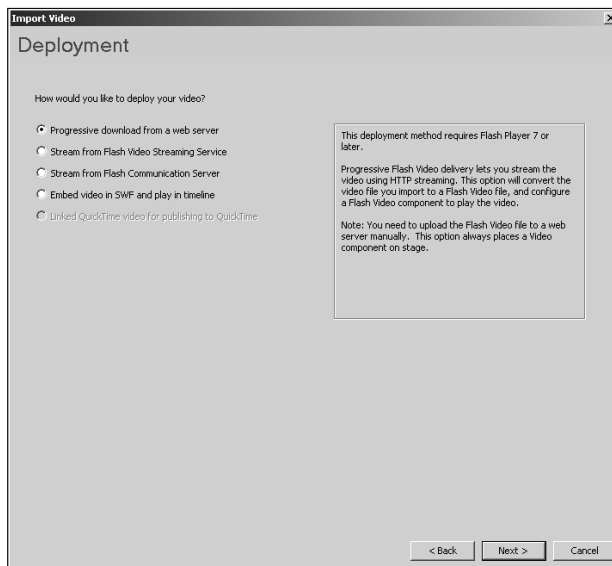 Import Video
Deployment
How would you like to deploy your video?
Progressive download from a web server
Stream from Flash Video Streaming Service
Stream from Flash Communication Server
Embed video in SWF and play in timeline
Linked QuickTime video for publishing to QuickTime
This deployment method requires Flash Player 7 or
later.
Progressive Flash Video delivery lets you stream the
video using HTTP streaming. This option will convert the
video file you import to a Flash Video file, and configure
a Flash Video component to play the video.
Note: You need to upload the Flash Video file to a web
server manually. This option always places a Video
component on stage.
< Back
Next >
Cancel